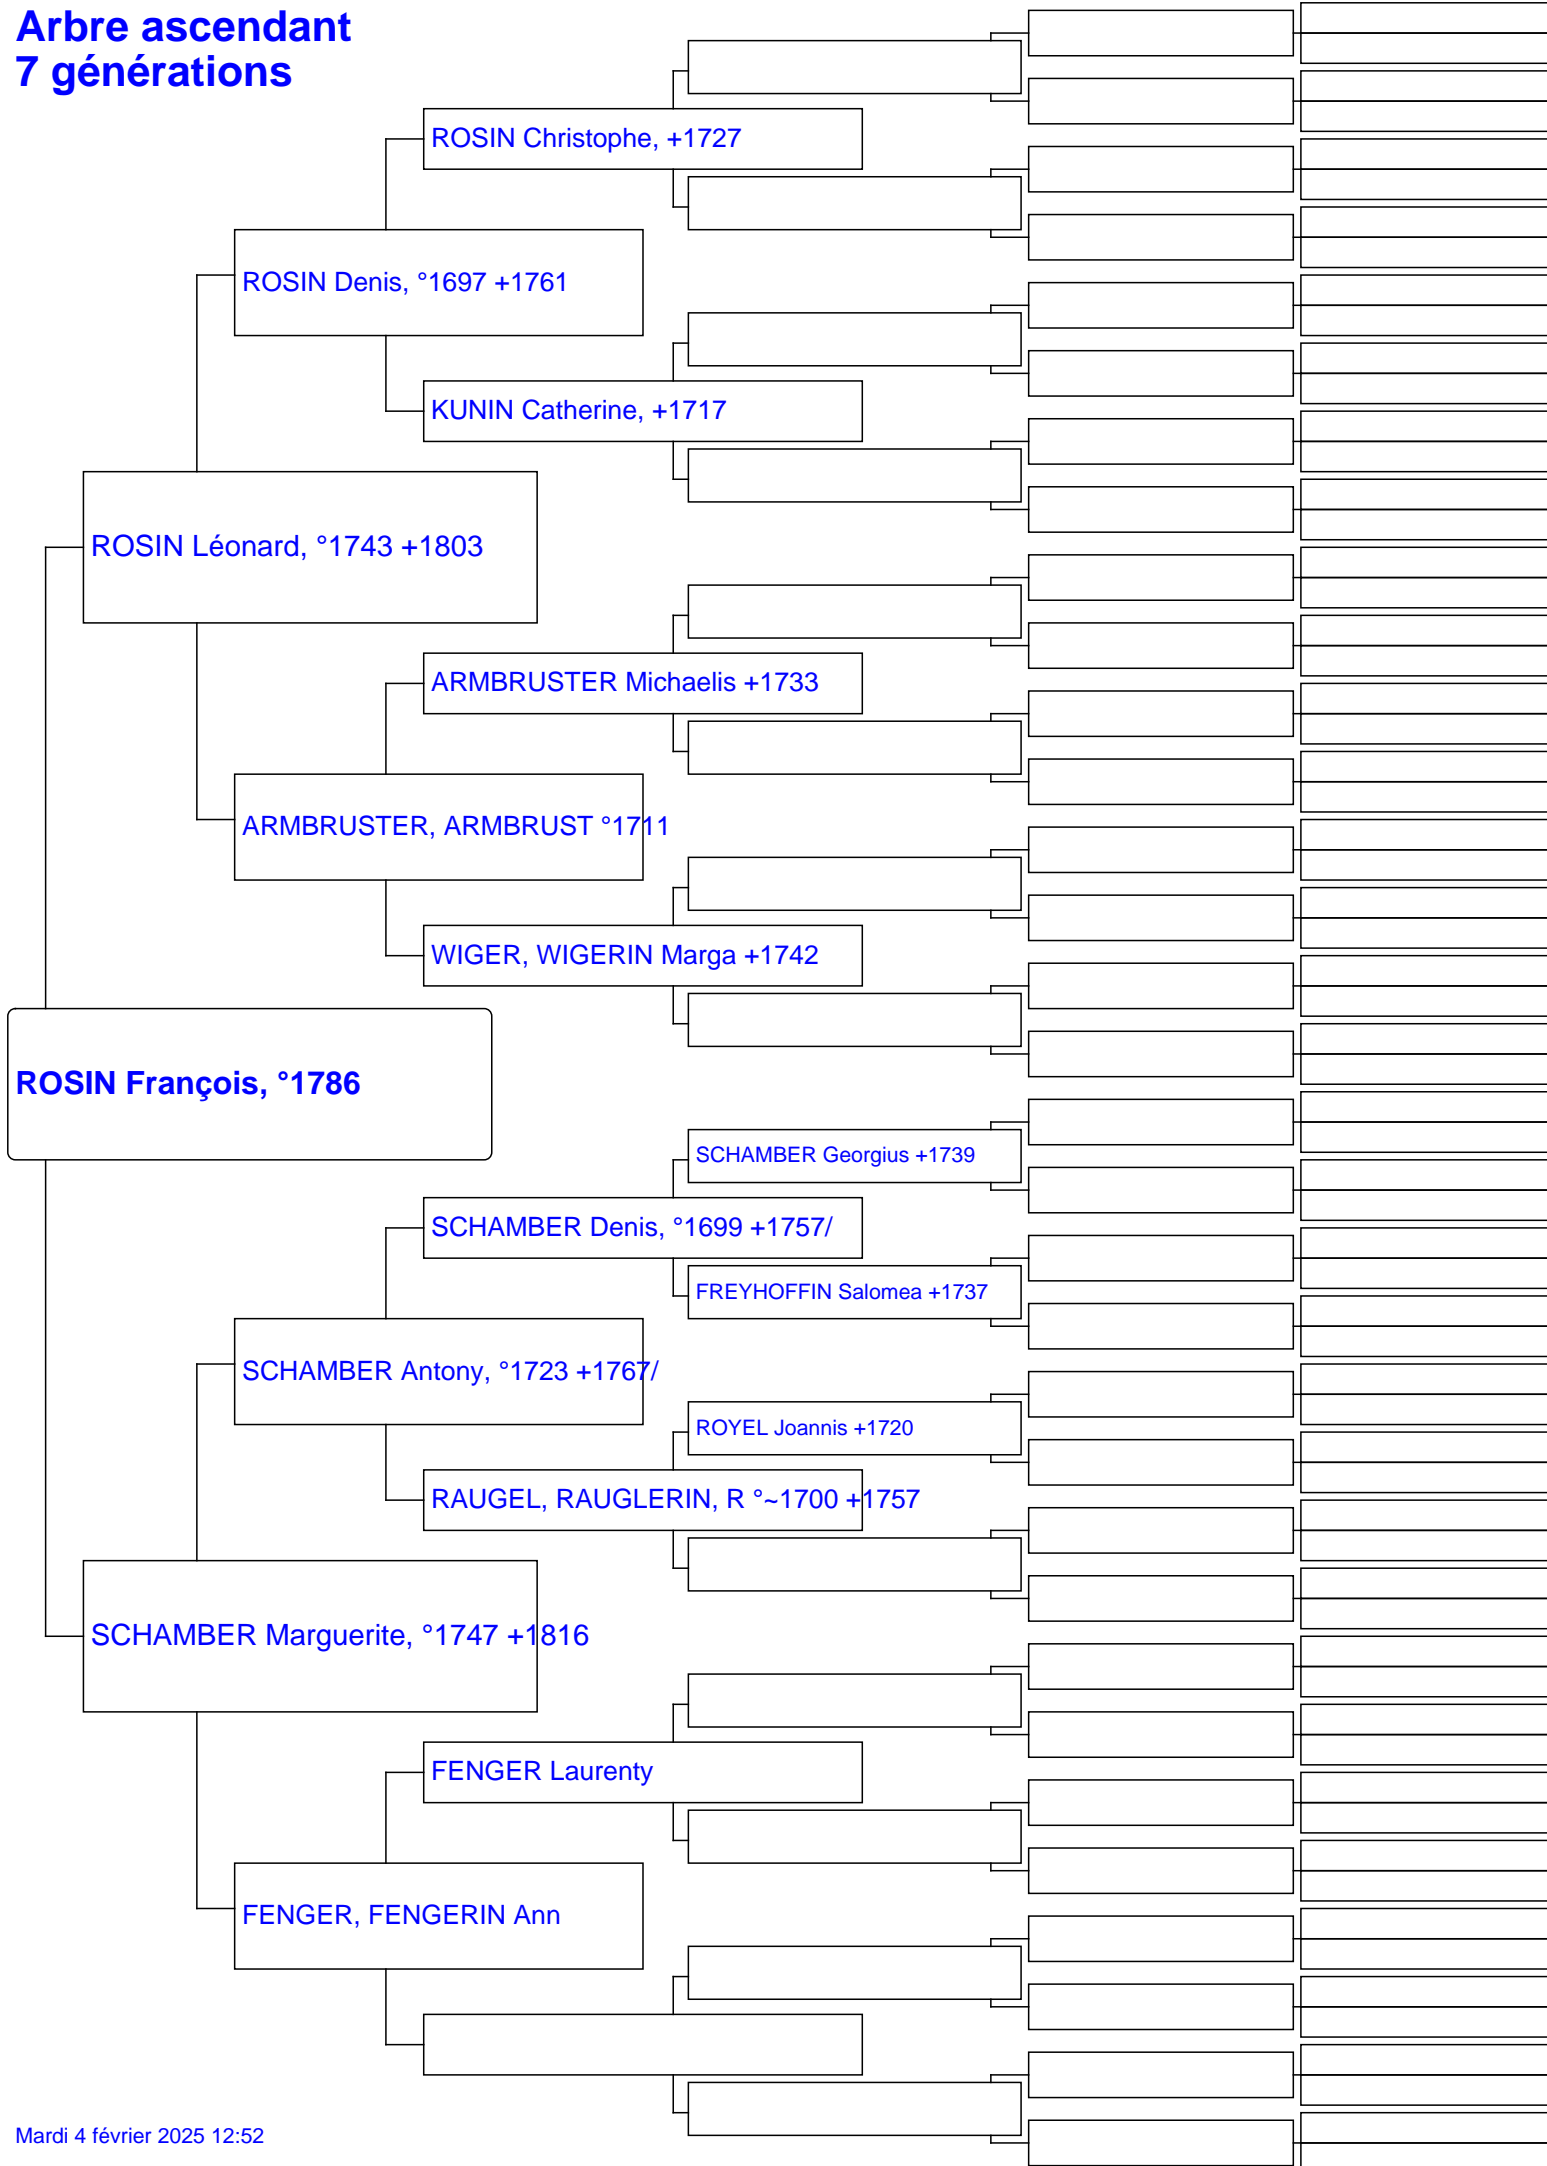 Arbre ascendant
7 générations
ROSIN Christophe, +1727
ROSIN Denis, °1697 +1761
KUNIN Catherine, +1717
ROSIN Léonard, °1743 +1803
ARMBRUSTER Michaelis +1733
ARMBRUSTER, ARMBRUST °1711
WIGER, WIGERIN Marga +1742
ROSIN François, °1786
SCHAMBER Georgius +1739
SCHAMBER Denis, °1699 +1757/
FREYHOFFIN Salomea +1737
SCHAMBER Antony, °1723 +1767/
ROYEL Joannis +1720
RAUGEL, RAUGLERIN, R °~1700 +1757
SCHAMBER Marguerite, °1747 +1816
FENGER Laurenty
FENGER, FENGERIN Ann
Mardi 4 février 2025 12:52